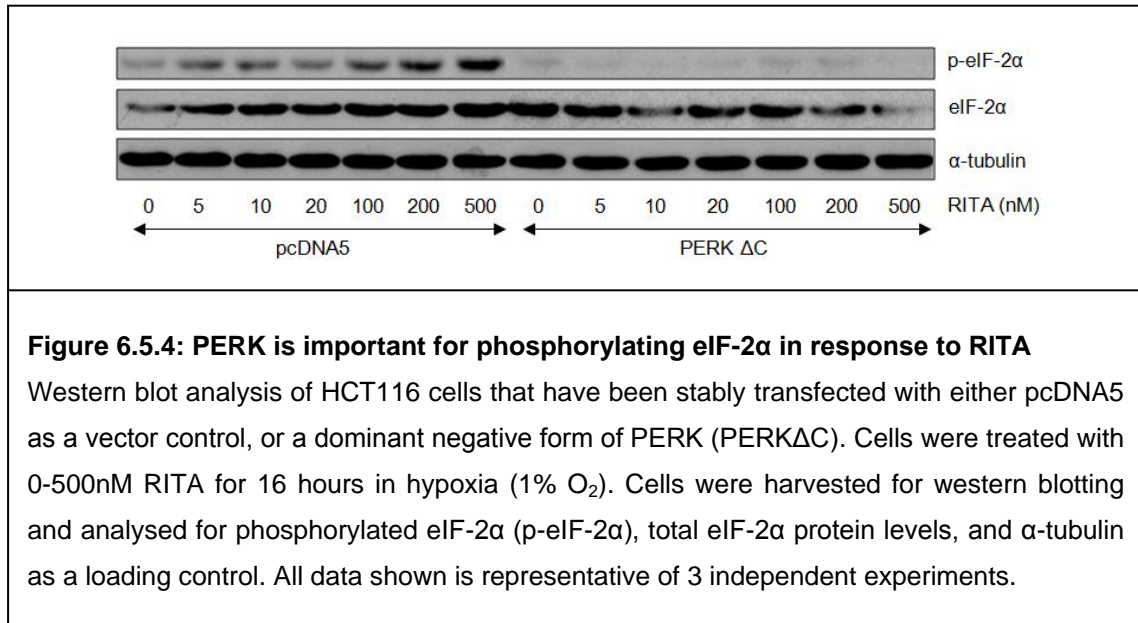 p-eIF-2α
eIF-2α
α-tubulin
0 5 10 20 100 200 500 0 5 10 20 100 200 500 RITA (nM)
pcDNA5 PERK ΔC
Figure 6.5.4: PERK is important for phosphorylating eIF-2α in response to RITA
Western blot analysis of HCT116 cells that have been stably transfected with either pcDNA5
as a vector control, or a dominant negative form of PERK (PERKΔC). Cells were treated with
0-500nM RITA for 16 hours in hypoxia (1% O₂). Cells were harvested for western blotting
and analysed for phosphorylated eIF-2α (p-eIF-2α), total eIF-2α protein levels, and α-tubulin
as a loading control. All data shown is representative of 3 independent experiments.